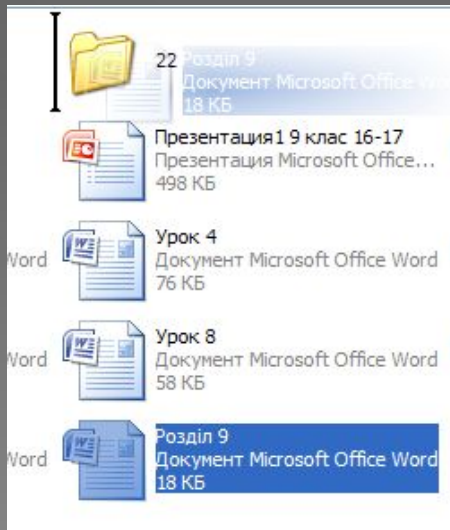 22 Розділ 9
Документ Microsoft Office Wo
18 КБ
Презентация1 9 клас 16-17
Презентация Microsoft Office...
498 КБ
Урок 4
Word Документ Microsoft Office Word
76 КБ
Урок 8
Word Документ Microsoft Office Word
58 КБ
Розділ 9
Word Документ Microsoft Office Word
18 КБ